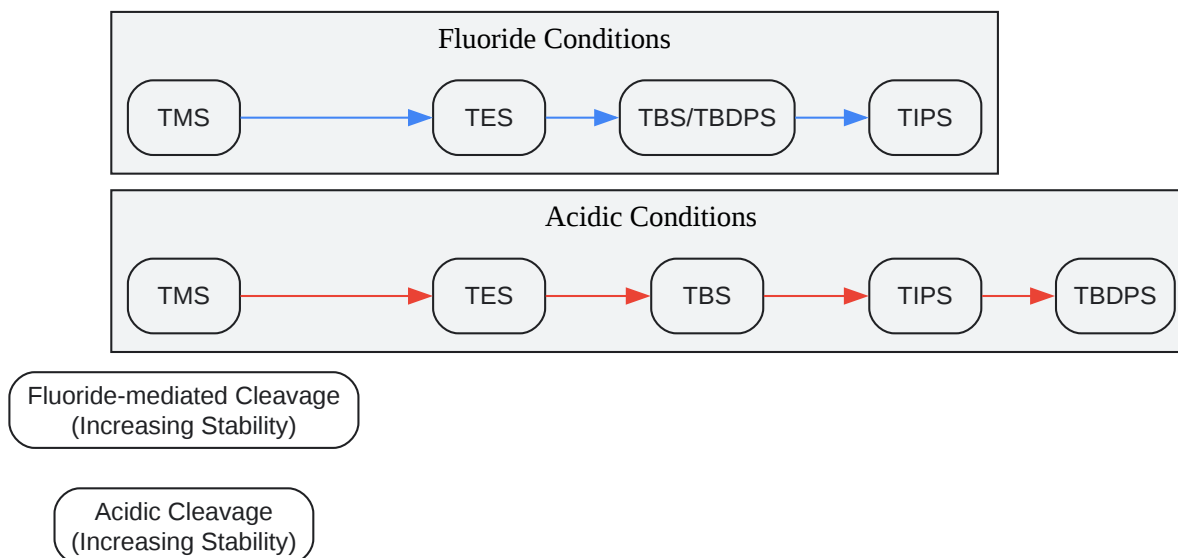 Fluoride Conditions
TMS
TES
TBS/TBDPS
TIPS
Acidic Conditions
TMS
TES
TBS
TIPS
TBDPS
Fluoride-mediated Cleavage
(Increasing Stability)
Acidic Cleavage
(Increasing Stability)